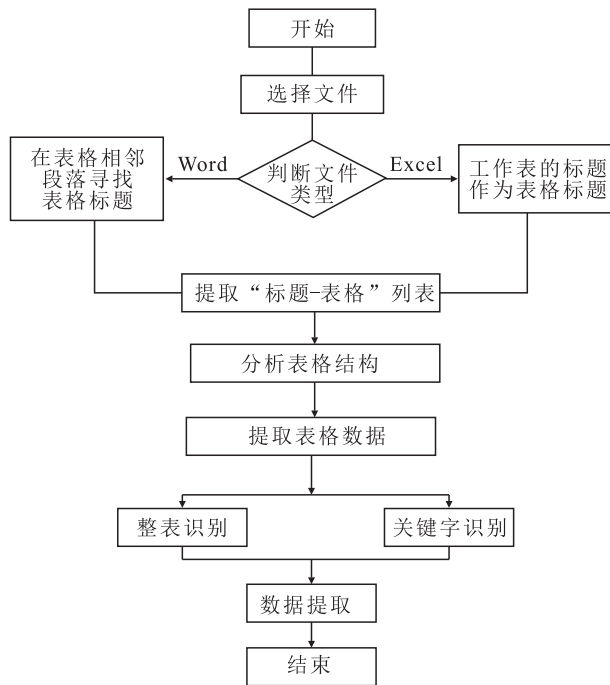 开始
选择文件
在表格相邻
段落寻找
表格标题
Word
判断文件
类型
Excel
工作表的标题
作为表格标题
提取“标题-表格”列表
分析表格结构
提取表格数据
整表识别
关键字识别
数据提取
结束